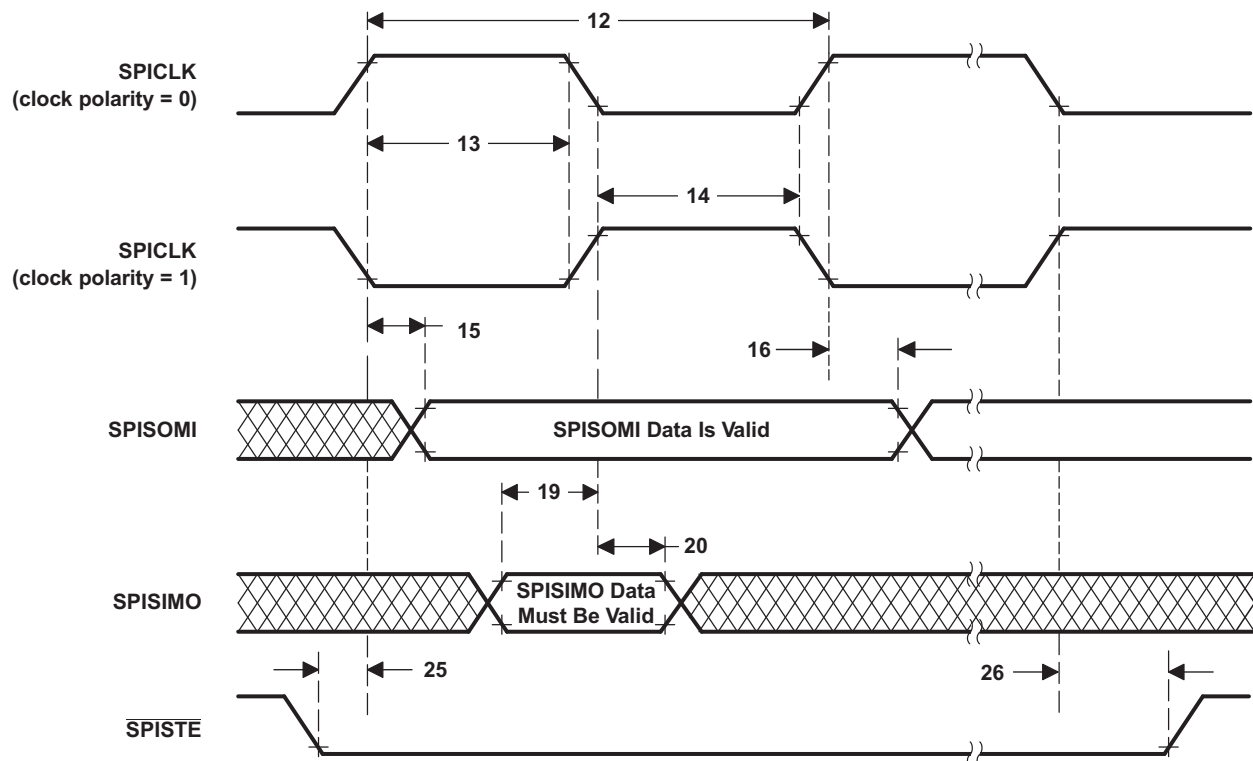 12
SPICLK
(clock polarity = 0)
13
14
SPICLK
(clock polarity = 1)
15
16
SPISOMI
SPISOMI Data Is Valid
19
20
SPISIMO
SPISIMO Data
Must Be Valid
25
26
SPISTE